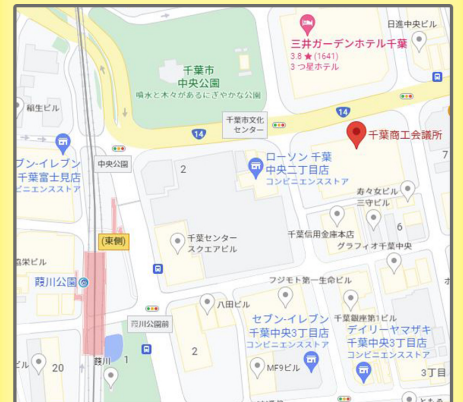 日進中央ビル
三井ガーデンホテル千葉
3.8 ★ (1641)
3 つ星ホテル
千葉市
中央公園
噴水と木々があるにぎやかな公園
稲生ビル
千葉市文化
センター
14
14
千葉商工会議所
ブン-イレブン
千葉富士見店
ビニエンスストア
中央公園
2
ローソン 千葉
中央二丁目店
コンビニエンスストア
7
寿々女ビル
三守ビル
6
(東側)
千葉センター
スクエアビル
千葉信用金庫本店
グラフィオ千葉中央
協栄ビル
葭川公園
フジモト第一生命ビル
八田ビル
葭川公園前
セブン-イレブン
千葉中央3丁目店
コンビニエンスストア
千葉銀座第1ビル
デイリーヤマザキ
千葉中央3丁目店
コンビニエンスストア
2
1
葭川
ビル
20
MF9ビル
3丁目